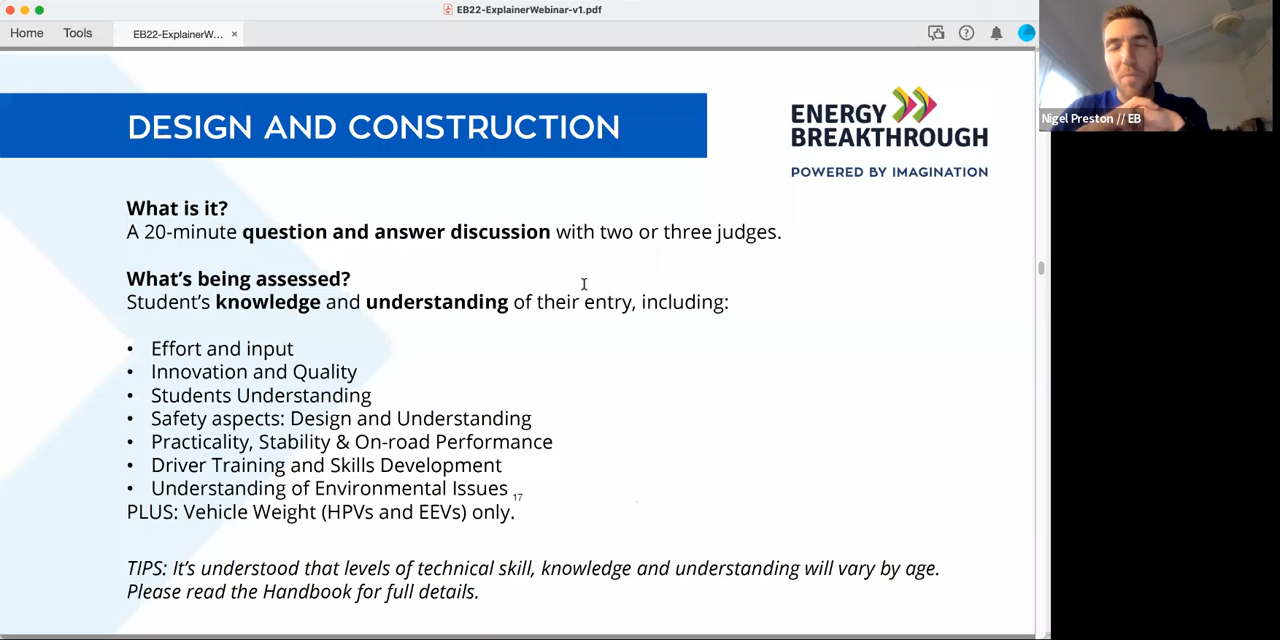 EB22-ExplainerWebinar-v1.pdf
Home Tools EB22-ExplainerW... ×
Nigel Preston // EB
DESIGN AND CONSTRUCTION
ENERGY
BREAKTHROUGH
POWERED BY IMAGINATION
What is it?
A 20-minute question and answer discussion with two or three judges.
What's being assessed?
Student's knowledge and understanding of their entry, including:
• Effort and input
• Innovation and Quality
• Students Understanding
• Safety aspects: Design and Understanding
• Practicality, Stability & On-road Performance
• Driver Training and Skills Development
• Understanding of Environmental Issues
17
PLUS: Vehicle Weight (HPVs and EEVs) only.
TIPS: It's understood that levels of technical skill, knowledge and understanding will vary by age.
Please read the Handbook for full details.